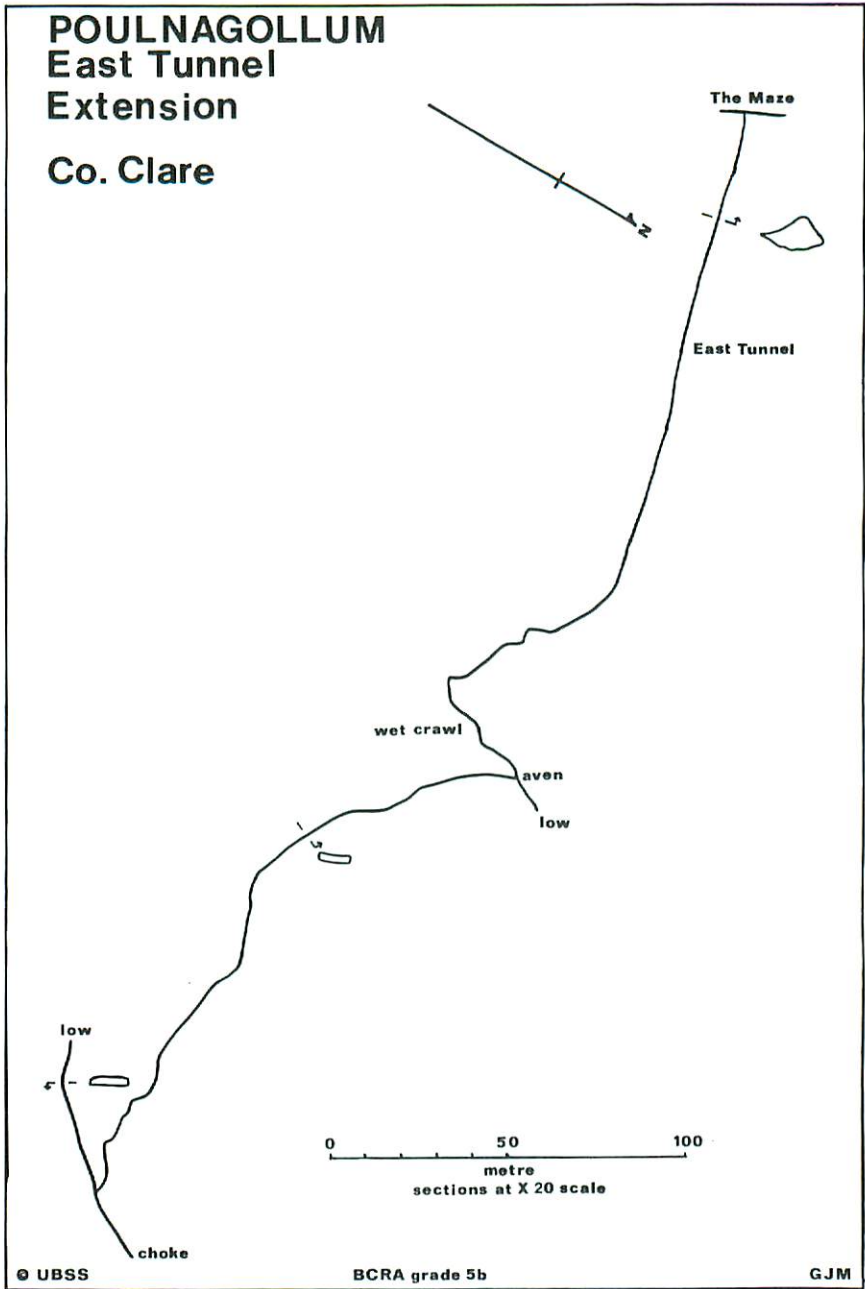 POULNAGOLLUM
East Tunnel
Extension
Co. Clare
The Maze
N
East Tunnel
wet crawl
aven
low
low
0 50 100
metre
sections at X 20 scale
choke
© UBSS BCRA grade 5b GJM